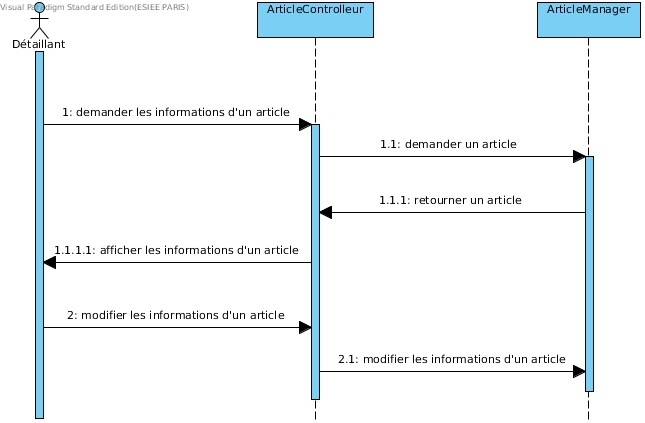 Visual Paradigm Standard Edition(ESIEE PARIS)
Détaillant
ArticleControlleur
ArticleManager
1: demander les informations d'un article
1.1: demander un article
1.1.1: retourner un article
1.1.1.1: afficher les informations d'un article
2: modifier les informations d'un article
2.1: modifier les informations d'un article